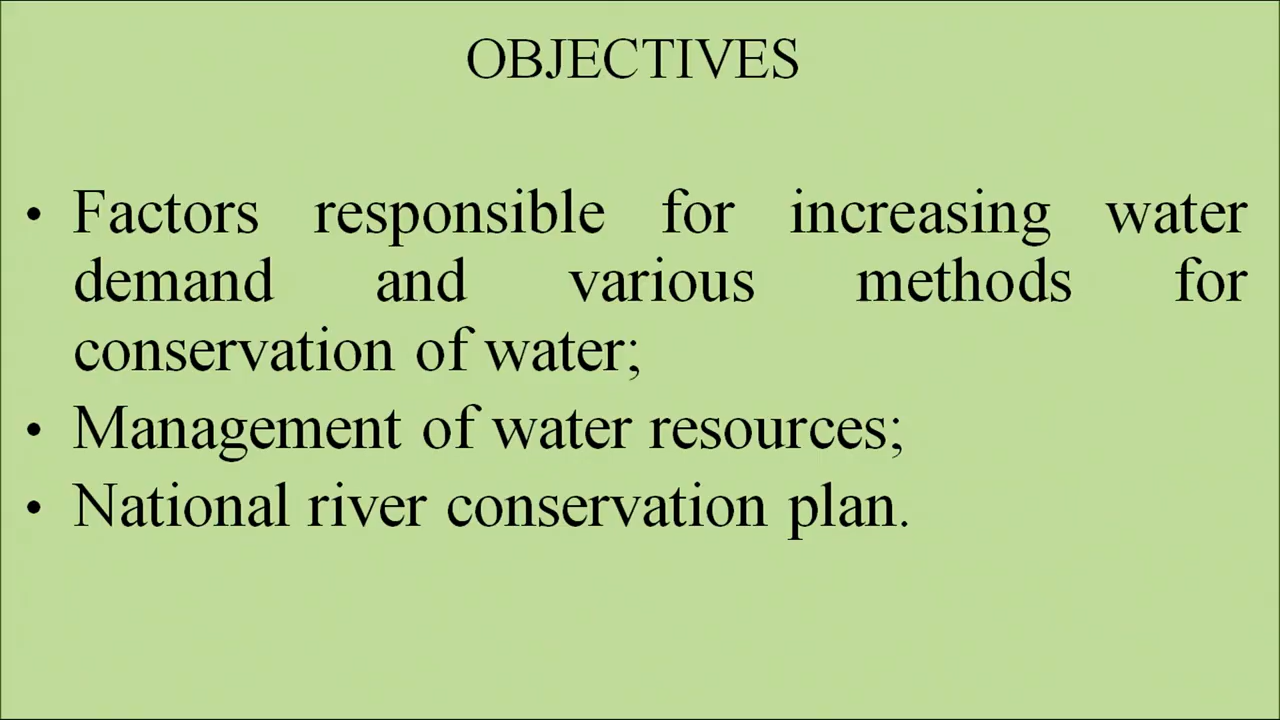 OBJECTIVES
• Factors responsible for increasing water
demand and various methods for
conservation of water;
• Management of water resources;
• National river conservation plan.